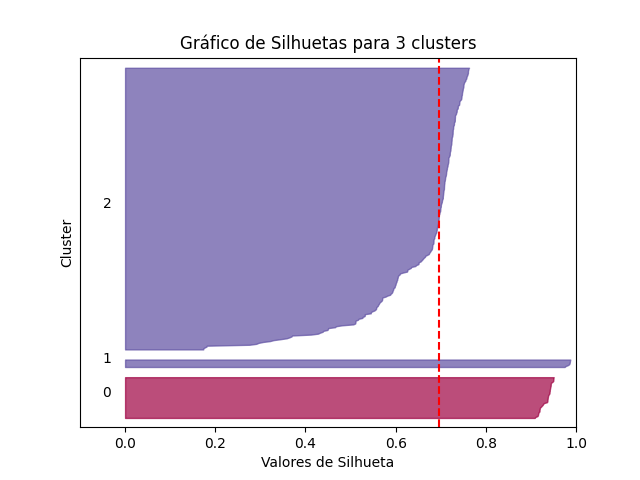 Gráfico de Silhuetas para 3 clusters
Cluster
2
1
0
0.0 0.2 0.4 0.6 0.8 1.0
Valores de Silhueta